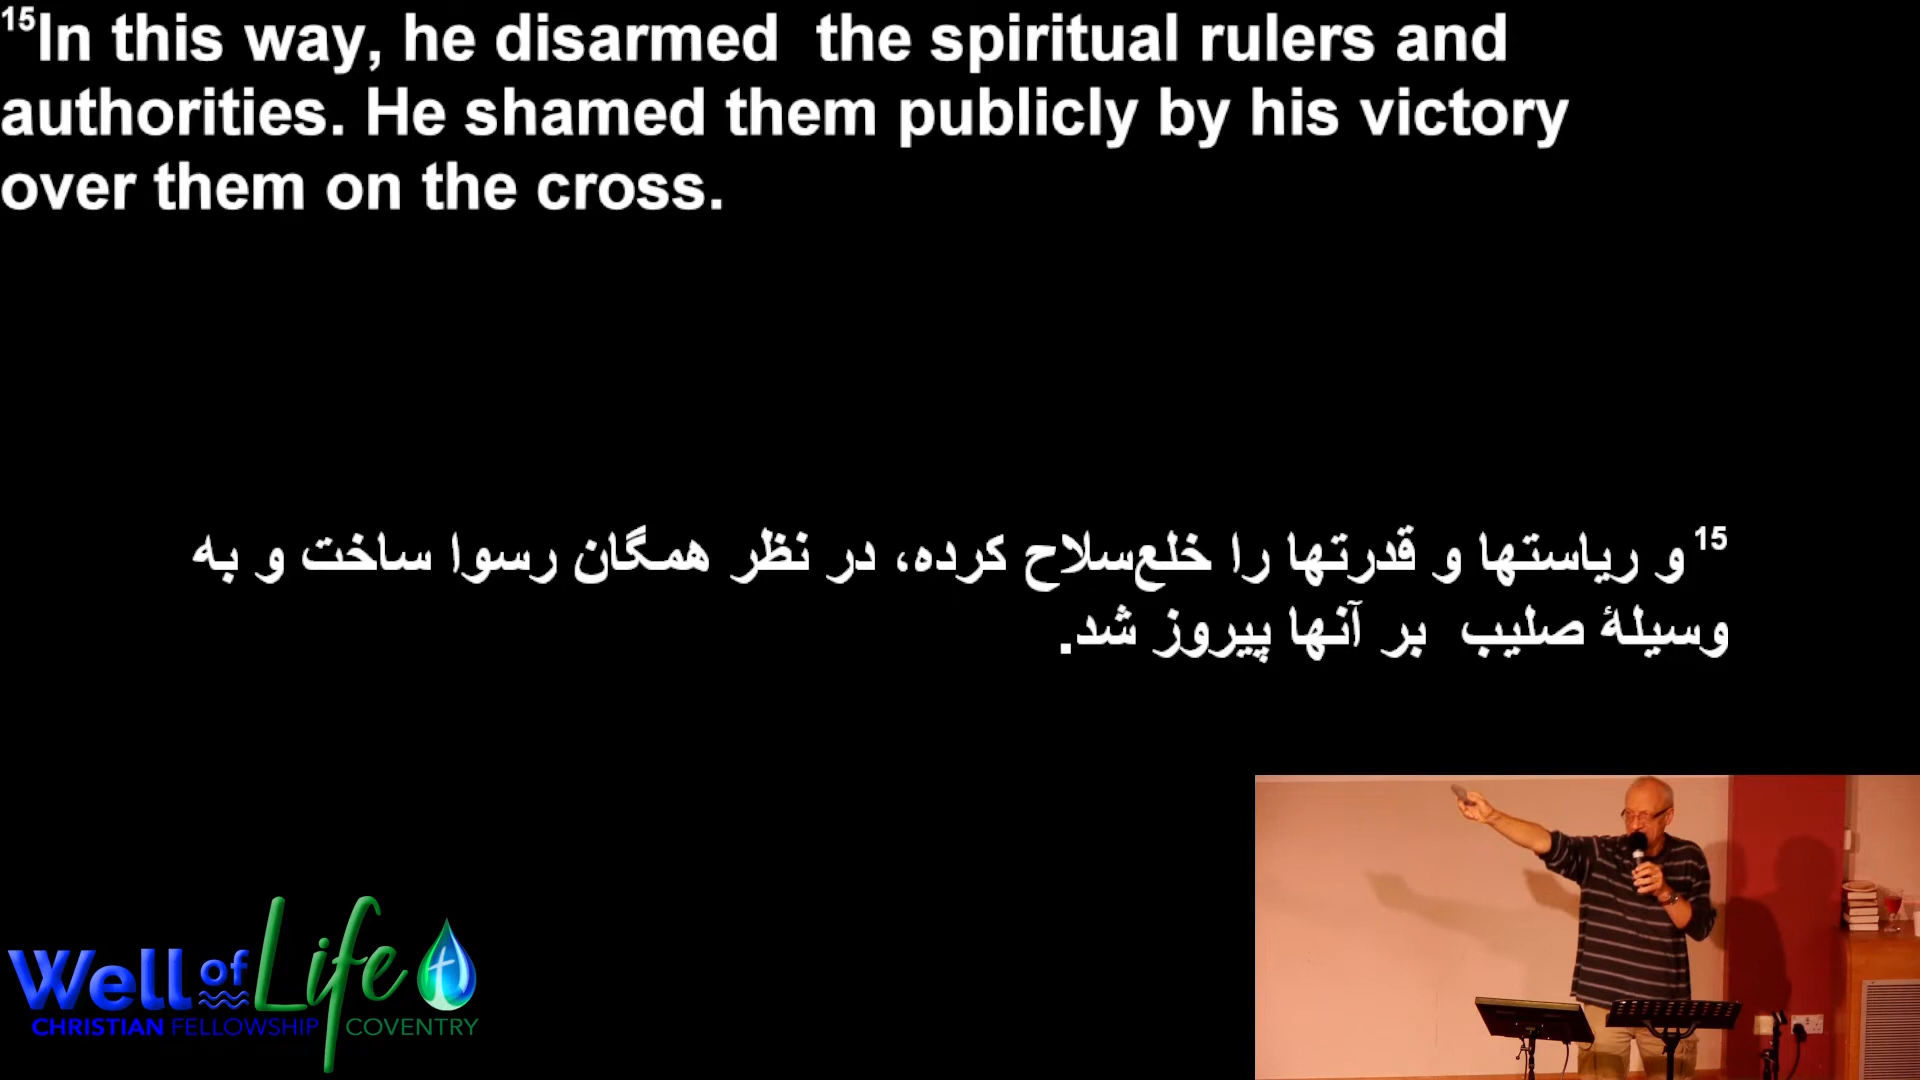 ¹⁵In this way, he disarmed  the spiritual rulers and
authorities. He shamed them publicly by his victory
over them on the cross.
¹⁵و ریاستها و قدرتها را خلع‌سلاح کرده، در نظر همگان رسوا ساخت و به
وسیلۀ صلیب  بر آنها پیروز شد.
Well of Life
CHRISTIAN FELLOWSHIP COVENTRY